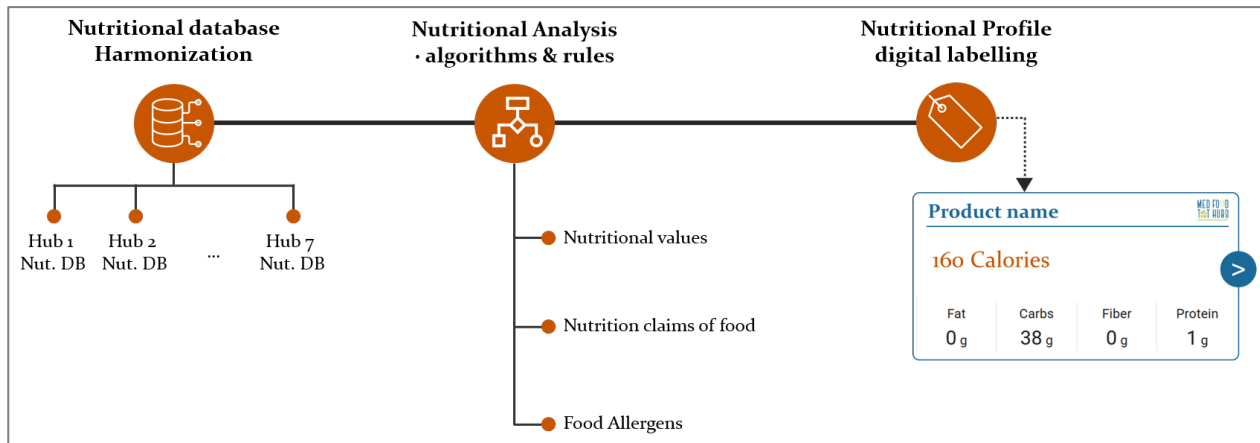 Nutritional database
Harmonization
Nutritional Analysis
· algorithms & rules
Nutritional Profile
digital labelling
Hub 1
Nut. DB
Hub 2
Nut. DB
...
Hub 7
Nut. DB
Nutritional values
Nutrition claims of food
Food Allergens
Product name
160 Calories
>
Fat
0 g
Carbs
38 g
Fiber
0 g
Protein
1 g